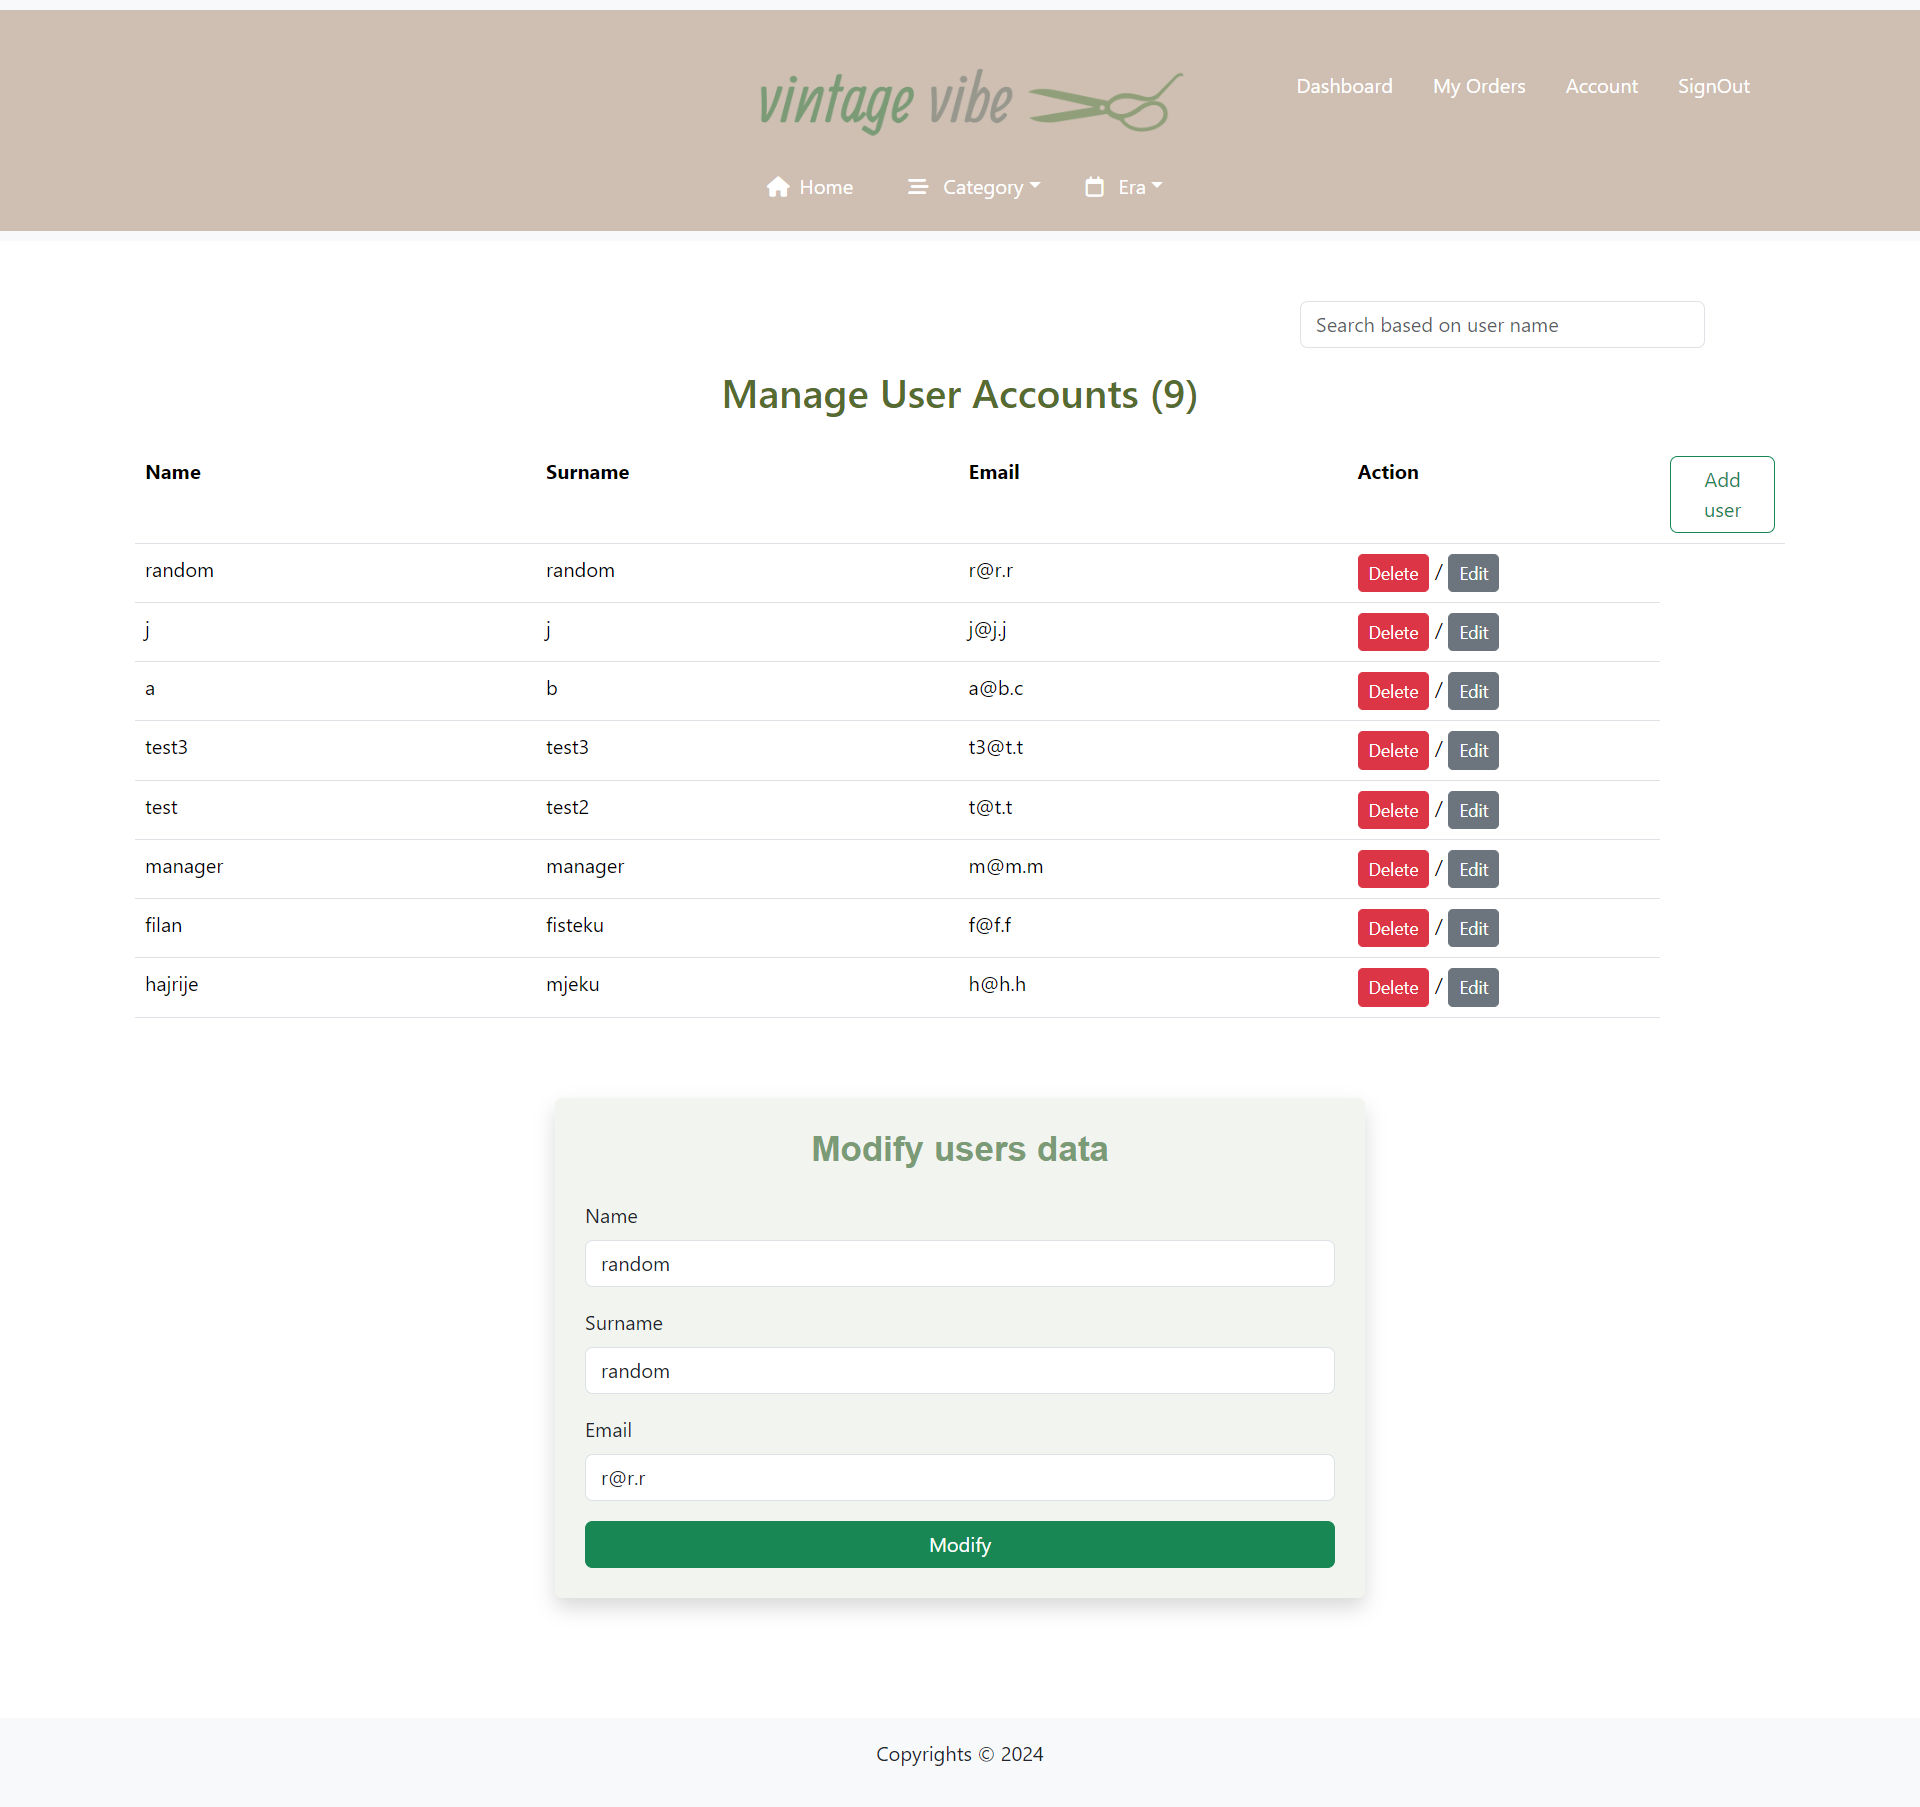 vintage vibe
Dashboard My Orders Account SignOut
Home Category Era
Search based on user name
Manage User Accounts (9)
Name Surname Email Action Add
user
random random r@r.r Delete / Edit
j j j@j.j Delete / Edit
a b a@b.c Delete / Edit
test3 test3 t3@t.t Delete / Edit
test test2 t@t.t Delete / Edit
manager manager m@m.m Delete / Edit
filan fisteku f@f.f Delete / Edit
hajrije mjeku h@h.h Delete / Edit
Modify users data
Name
random
Surname
random
Email
r@r.r
Modify
Copyrights © 2024